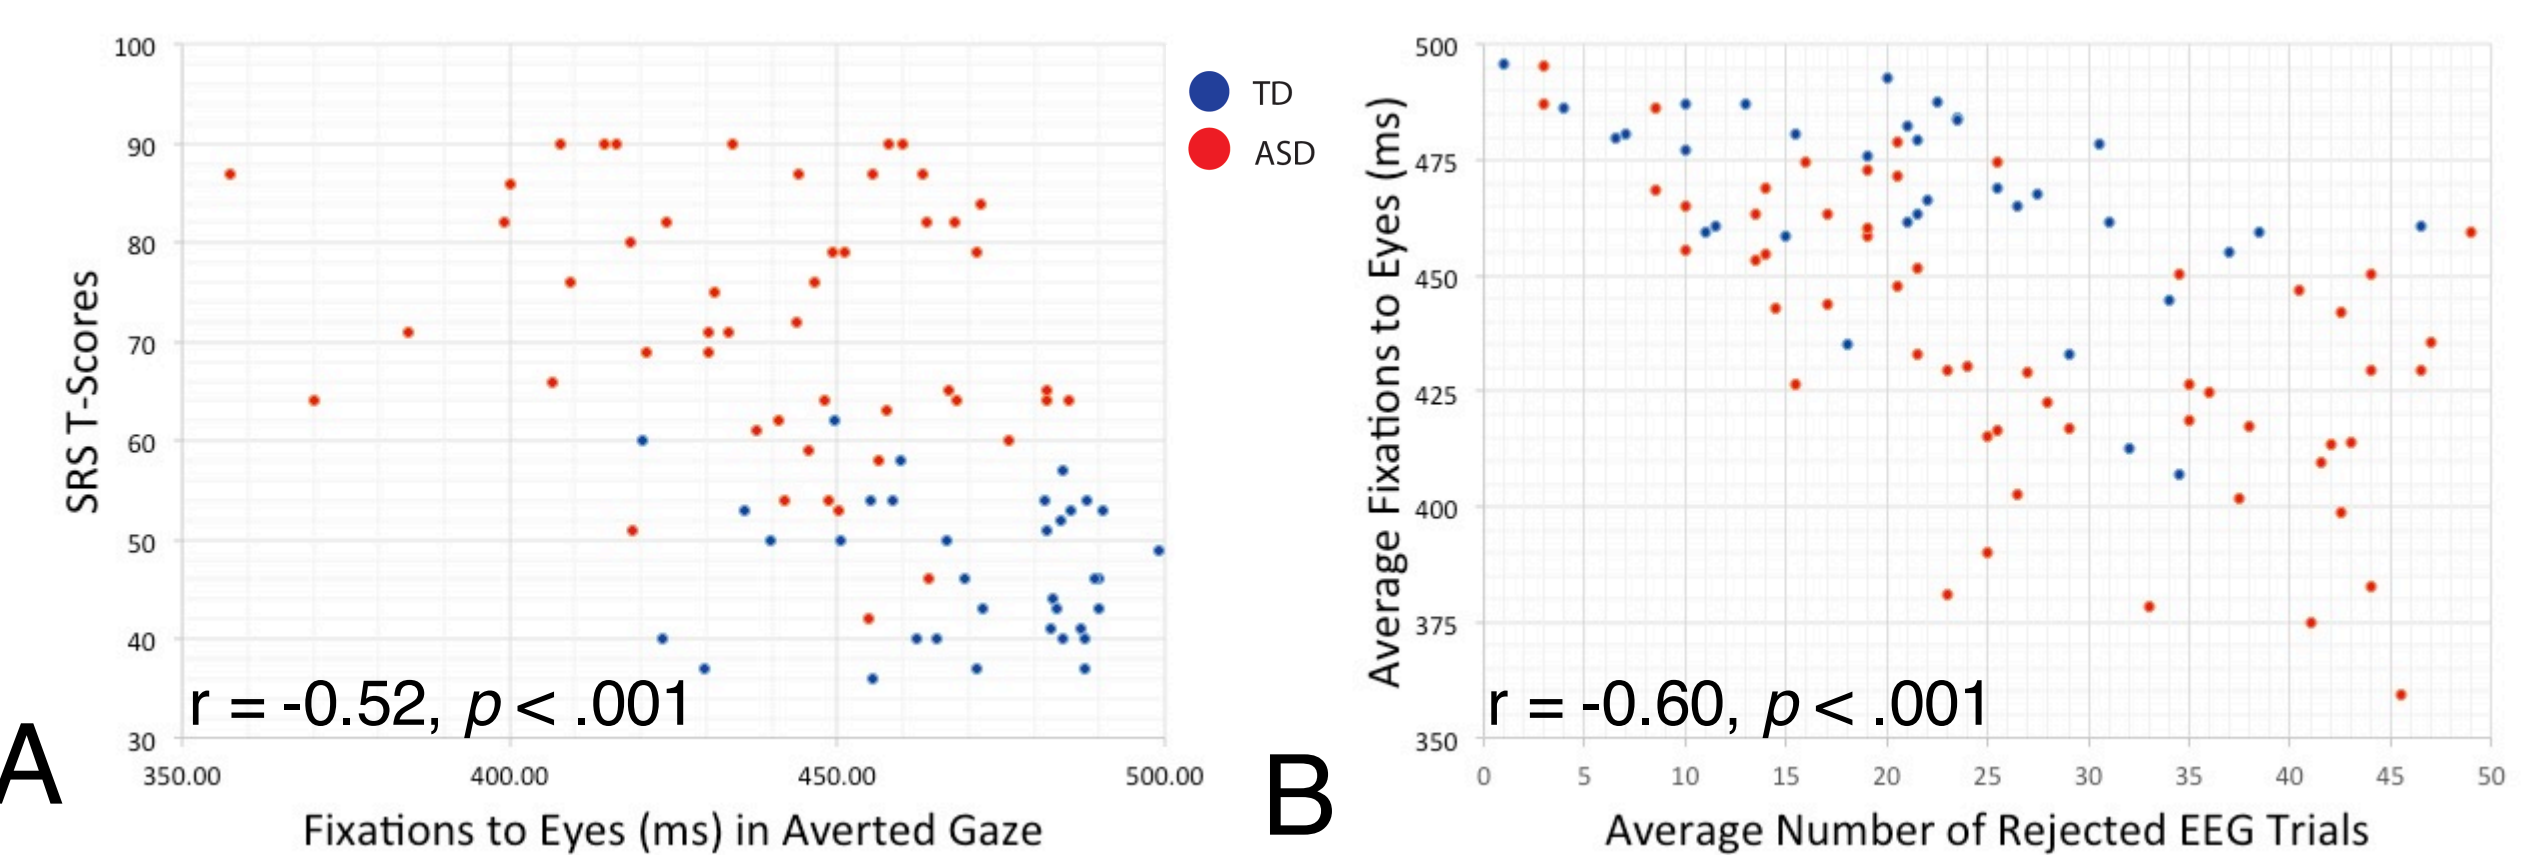 100
90
80
70
60
50
40
30
SRS T-Scores
350.00 400.00 450.00 500.00
Fixations to Eyes (ms) in Averted Gaze
r = -0.52, p < .001
A
TD
ASD
500
475
450
425
400
375
350
Average Fixations to Eyes (ms)
0 5 10 15 20 25 30 35 40 45 50
Average Number of Rejected EEG Trials
r = -0.60, p < .001
B